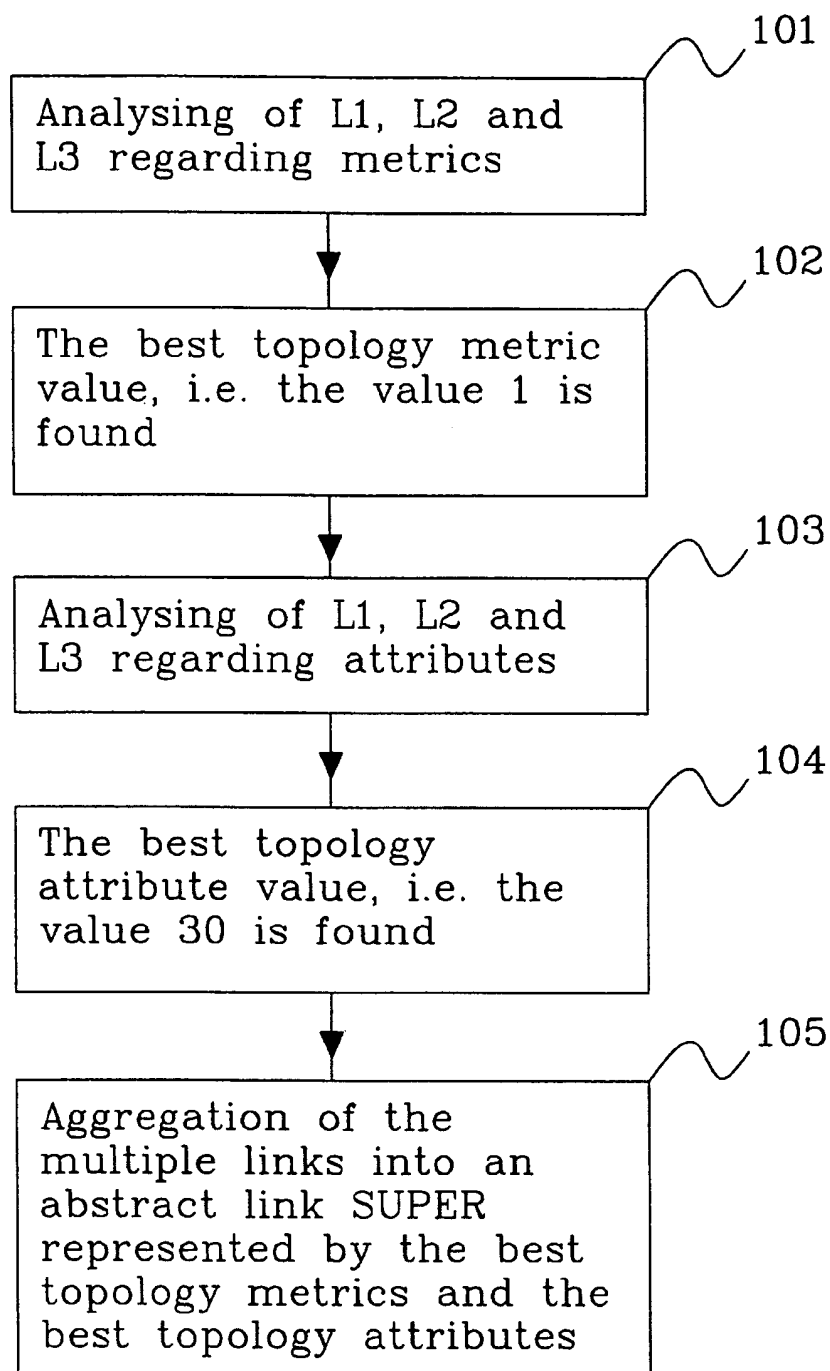 101
Analysing of L1, L2 and
L3 regarding metrics
102
The best topology metric
value, i.e. the value 1 is
found
103
Analysing of L1, L2 and
L3 regarding attributes
104
The best topology
attribute value, i.e. the
value 30 is found
105
Aggregation of the
multiple links into an
abstract link SUPER
represented by the best
topology metrics and the
best topology attributes